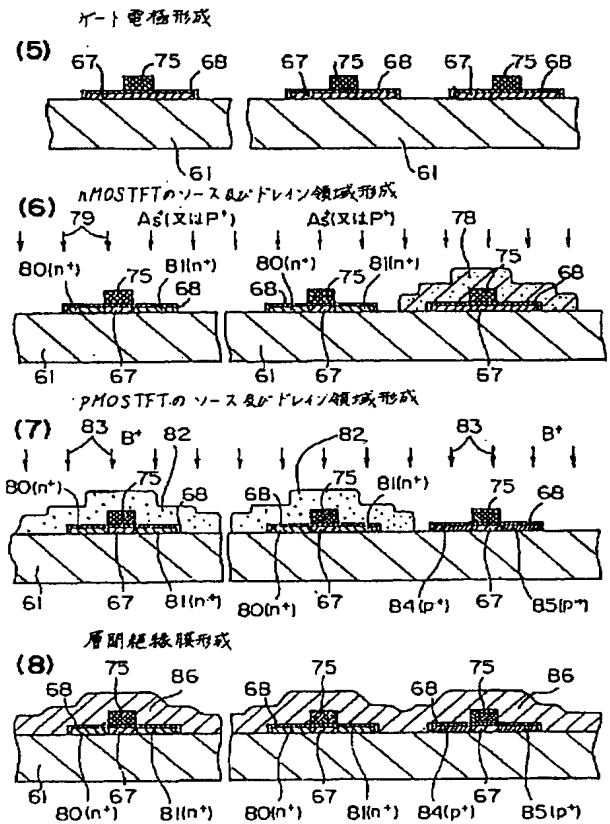 ゲート電極形成
(5)
67 75 68 67 75 68 67 75 68
61 61
nMOSTFTのソース及びドレイン領域形成
(6)
79 As⁺(又はP⁺) As⁺(又はP⁺) 78
80(n⁺) 75 81(n⁺) 68 80(n⁺) 68 75 81(n⁺) 75 68
61 67 61 67 67
pMOSTFTのソース及びドレイン領域形成
(7)
83 B⁺ 82 82 83 B⁺
80(n⁺) 75 68 68 75 81(n⁺) 75 68
61 67 81(n⁺) 80(n⁺) 67 84(p⁺) 67 85(p⁺)
層間絶縁膜形成
(8)
68 75 86 68 75 68 75 86
61 80(n⁺) 67 81(n⁺) 80(n⁺) 67 81(n⁺) 84(p⁺) 67 85(p⁺)